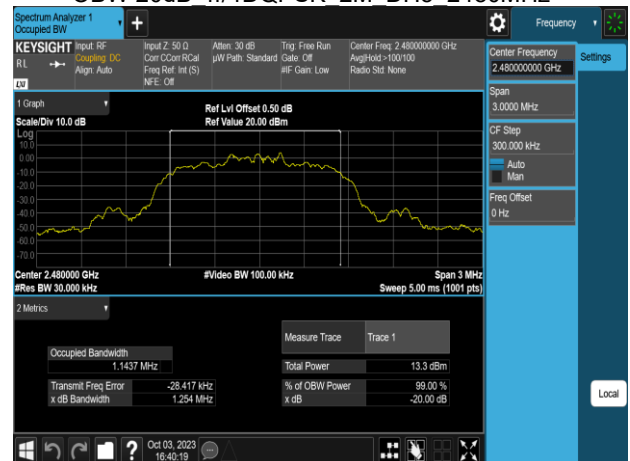 OBW-20dB π/4DQPSK 2M DH5 2480MHz
Spectrum Analyzer 1
Occupied BW
+
Frequency
KEYSIGHT
RL
LXI
Input: RF
Coupling: DC
Align: Auto
Input Z: 50 Ω
Corr CCorr RCal
Freq Ref: Int (S)
NFE: Off
Atten: 30 dB
µW Path: Standard
Trig: Free Run
Gate: Off
#IF Gain: Low
Center Freq: 2.480000000 GHz
Avg|Hold:>100/100
Radio Std: None
Center Frequency
2.480000000 GHz
Settings
Span
3.0000 MHz
CF Step
300.000 kHz
Auto
Man
Freq Offset
0 Hz
Local
1 Graph
Scale/Div 10.0 dB
Ref Lvl Offset 0.50 dB
Ref Value 20.00 dBm
Log
10.0
0.00
-10.0
-20.0
-30.0
-40.0
-50.0
-60.0
-70.0
Center 2.480000 GHz
#Video BW 100.00 kHz
Span 3 MHz
#Res BW 30.000 kHz
Sweep 5.00 ms (1001 pts)
2 Metrics
Measure Trace
Trace 1
Occupied Bandwidth
1.1437 MHz
Total Power
13.3 dBm
Transmit Freq Error
-28.417 kHz
% of OBW Power
99.00 %
x dB Bandwidth
1.254 MHz
x dB
-20.00 dB
?
Oct 03, 2023
16:40:19